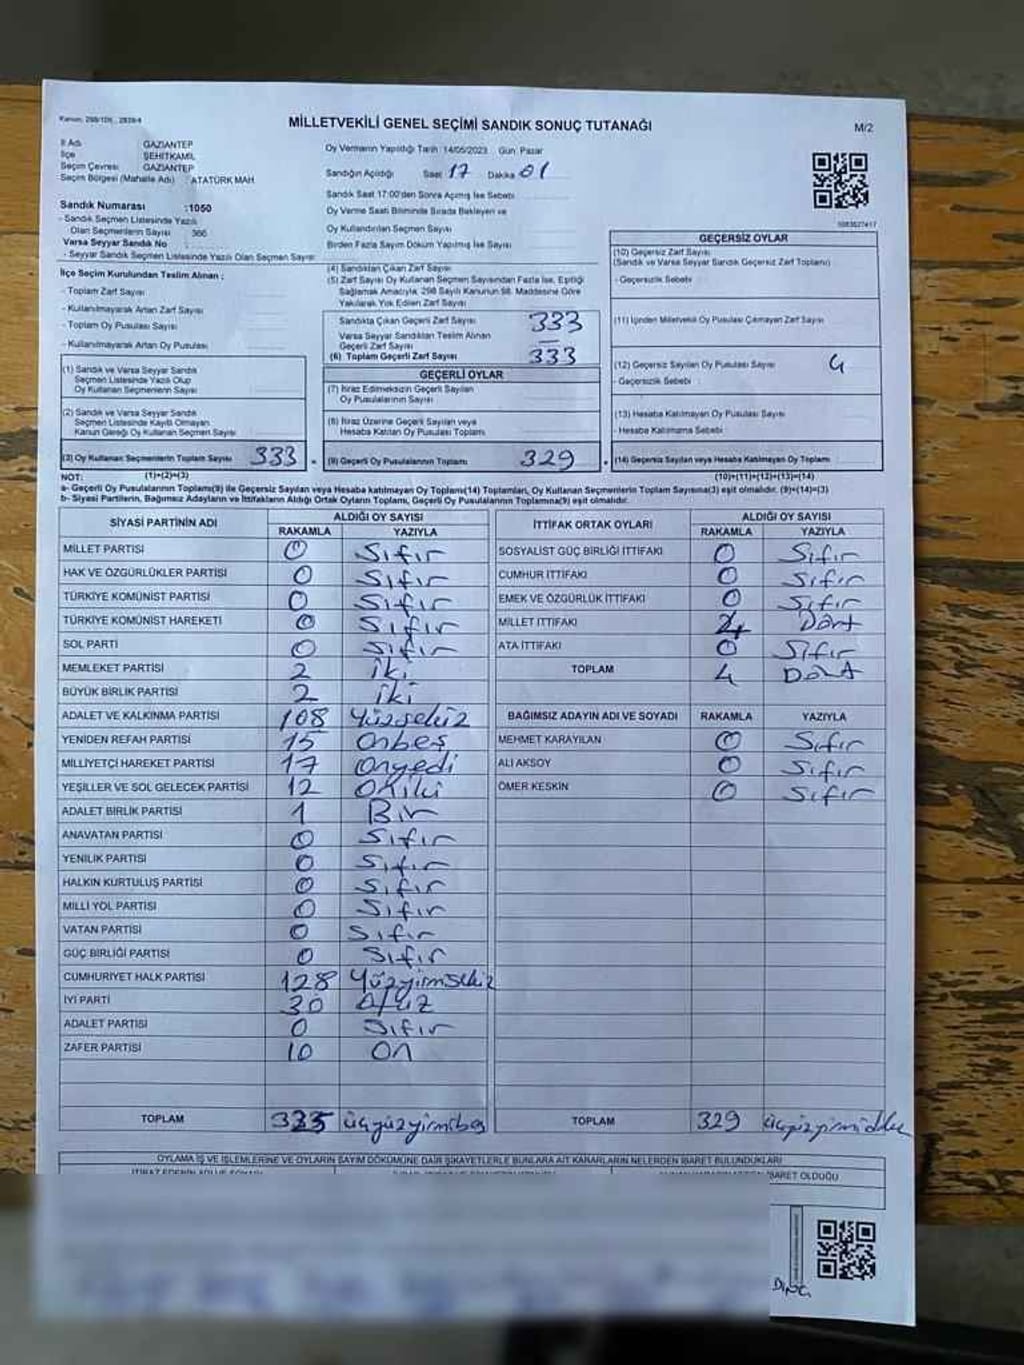 Kanun: 298/106, 2839/4
MİLLETVEKİLİ GENEL SEÇİMİ SANDIK SONUÇ TUTANAĞI
M/2
İl Adı GAZİANTEP
İlçe ŞEHİTKAMİL
Seçim Çevresi GAZİANTEP
Seçim Bölgesi (Mahalle Adı) : ATATÜRK MAH
Oy Vermenin Yapıldığı Tarih :14/05/2023 Gün: Pazar
Sandığın Açıldığı Saat 17 Dakika 01
Sandık Saat 17:00'den Sonra Açılmış İse Sebebi
Oy Verme Saati Bitiminde Sırada Bekleyen ve
Oy Kullandırılan Seçmen Sayısı
Birden Fazla Sayım Döküm Yapılmış İse Sayısı
Sandık Numarası :1050
- Sandık Seçmen Listesinde Yazılı
Olan Seçmenlerin Sayısı 366
Varsa Seyyar Sandık No
- Seyyar Sandık Seçmen Listesinde Yazılı Olan Seçmen Sayısı
İlçe Seçim Kurulundan Teslim Alınan :
- Toplam Zarf Sayısı
- Kullanılmayarak Artan Zarf Sayısı
- Toplam Oy Pusulası Sayısı
- Kullanılmayarak Artan Oy Pusulası
(1) Sandık ve Varsa Seyyar Sandık
Seçmen Listesinde Yazılı Olup
Oy Kullanan Seçmenlerin Sayısı
(2) Sandık ve Varsa Seyyar Sandık
Seçmen Listesinde Kayıtlı Olmayan
Kanun Gereği Oy Kullanan Seçmen Sayısı
(3) Oy Kullanan Seçmenlerin Toplam Sayısı 333
(4) Sandıktan Çıkan Zarf Sayısı
(5) Zarf Sayısı Oy Kullanan Seçmen Sayısından Fazla İse, Eşitliği
Sağlamak Amacıyla, 298 Sayılı Kanunun 98. Maddesine Göre
Yakılarak Yok Edilen Zarf Sayısı
Sandıkta Çıkan Geçerli Zarf Sayısı 333
Varsa Seyyar Sandıktan Teslim Alınan
Geçerli Zarf Sayısı —
(6) Toplam Geçerli Zarf Sayısı 333
GEÇERLİ OYLAR
(7) İtiraz Edilmeksizin Geçerli Sayılan
Oy Pusulalarının Sayısı
(8) İtiraz Üzerine Geçerli Sayılan veya
Hesaba Katılan Oy Pusulası Toplamı
(9) Geçerli Oy Pusulalarının Toplamı 329
GEÇERSİZ OYLAR
(10) Geçersiz Zarf Sayısı
(Sandık ve Varsa Seyyar Sandık Geçersiz Zarf Toplamı)
- Geçersizlik Sebebi
(11) İçinden Milletvekili Oy Pusulası Çıkmayan Zarf Sayısı
(12) Geçersiz Sayılan Oy Pusulası Sayısı 4
- Geçersizlik Sebebi
(13) Hesaba Katılmayan Oy Pusulası Sayısı
- Hesaba Katılmama Sebebi
(14) Geçersiz Sayılan veya Hesaba Katılmayan Oy Toplamı
NOT: (1)+(2)=(3) (10)+(11)+(12)+(13)=(14)
a- Geçerli Oy Pusulalarının Toplamı(9) ile Geçersiz Sayılan veya Hesaba katılmayan Oy Toplamı(14) Toplamları, Oy Kullanan Seçmenlerin Toplam Sayısına(3) eşit olmalıdır. (9)+(14)=(3)
b- Siyasi Partilerin, Bağımsız Adayların ve İttifakların Aldığı Ortak Oyların Toplamı, Geçerli Oy Pusulalarının Toplamına(9) eşit olmalıdır.
SİYASİ PARTİNİN ADI ALDIĞI OY SAYISI
RAKAMLA YAZIYLA
MİLLET PARTİSİ 0 Sıfır
HAK VE ÖZGÜRLÜKLER PARTİSİ 0 Sıfır
TÜRKİYE KOMÜNİST PARTİSİ 0 Sıfır
TÜRKİYE KOMÜNİST HAREKETİ 0 Sıfır
SOL PARTİ 0 Sıfır
MEMLEKET PARTİSİ 2 İki
BÜYÜK BİRLİK PARTİSİ 2 İki
ADALET VE KALKINMA PARTİSİ 108 Yüzsekiz
YENİDEN REFAH PARTİSİ 15 Onbeş
MİLLİYETÇİ HAREKET PARTİSİ 17 Onyedi
YEŞİLLER VE SOL GELECEK PARTİSİ 12 Oniki
ADALET BİRLİK PARTİSİ 1 Bir
ANAVATAN PARTİSİ 0 Sıfır
YENİLİK PARTİSİ 0 Sıfır
HALKIN KURTULUŞ PARTİSİ 0 Sıfır
MİLLİ YOL PARTİSİ 0 Sıfır
VATAN PARTİSİ 0 Sıfır
GÜÇ BİRLİĞİ PARTİSİ 0 Sıfır
CUMHURİYET HALK PARTİSİ 128 Yüzyirmsekiz
İYİ PARTİ 30 Otuz
ADALET PARTİSİ 0 Sıfır
ZAFER PARTİSİ 10 On
TOPLAM 325 üçyüzyirmibeş
İTTİFAK ORTAK OYLARI ALDIĞI OY SAYISI
RAKAMLA YAZIYLA
SOSYALİST GÜÇ BİRLİĞİ İTTİFAKI 0 Sıfır
CUMHUR İTTİFAKI 0 Sıfır
EMEK VE ÖZGÜRLÜK İTTİFAKI 0 Sıfır
MİLLET İTTİFAKI 4 Dört
ATA İTTİFAKI 0 Sıfır
TOPLAM 4 Dört
BAĞIMSIZ ADAYIN ADI VE SOYADI RAKAMLA YAZIYLA
MEHMET KARAYILAN 0 Sıfır
ALİ AKSOY 0 Sıfır
ÖMER KESKİN 0 Sıfır
TOPLAM 329
OYLAMA İŞ VE İŞLEMLERİNE VE OYLARIN SAYIM DÖKÜMÜNE DAİR ŞİKAYETLERLE BUNLARA AİT KARARLARIN NELERDEN İBARET BULUNDUKLARI
İBARET OLDUĞU